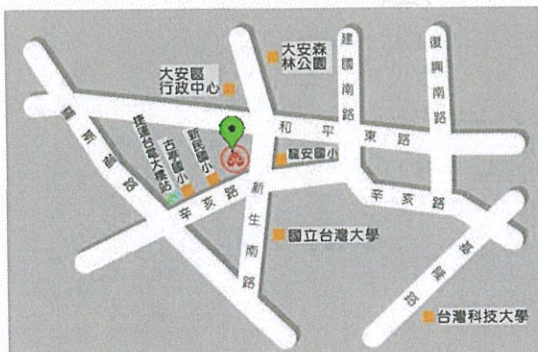 大安森
林公園
建國南路
復興南路
大安區
行政中心
和平東路
羅斯福路
捷運台電大樓站
古亭國小
新民國小
龍安國小
辛亥路
辛亥路
新生南路
國立台灣大學
基隆路
台灣科技大學